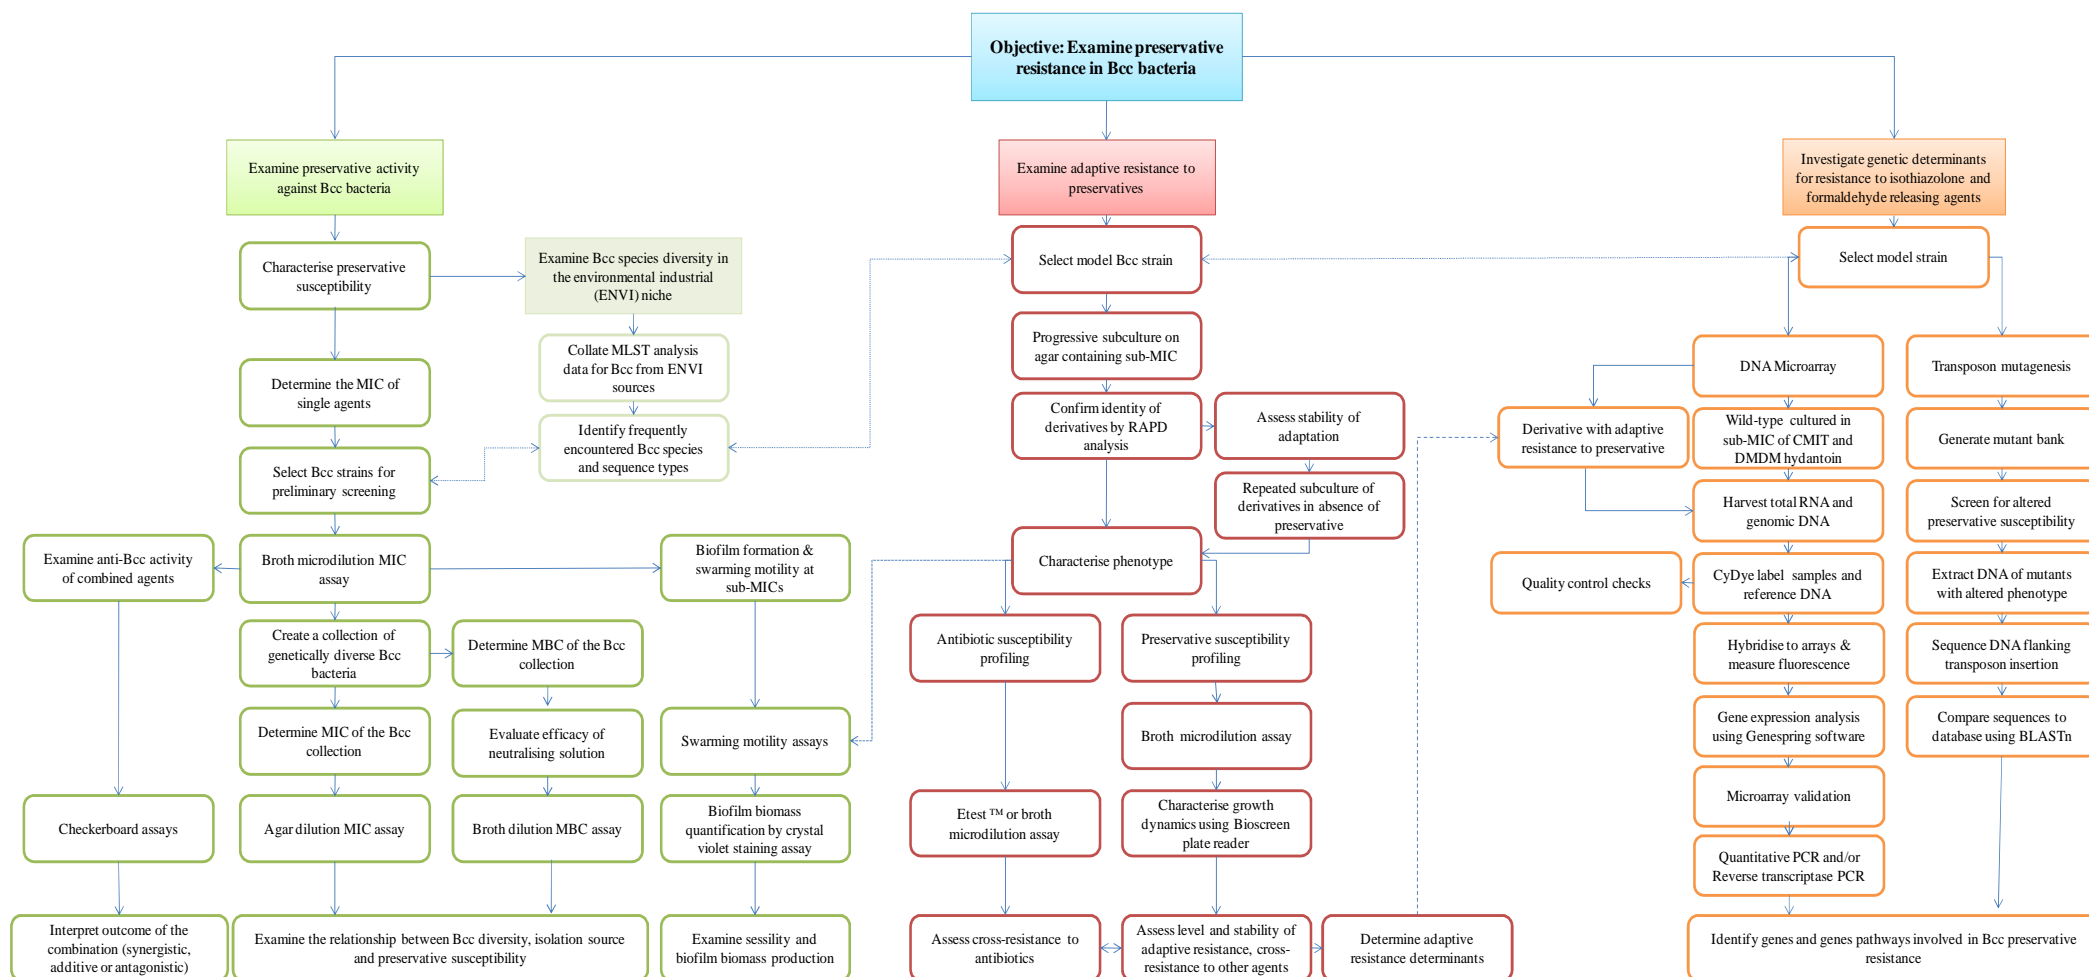 Objective: Examine preservative
resistance in Bcc bacteria
Examine preservative activity
against Bcc bacteria
Examine adaptive resistance to
preservatives
Investigate genetic determinants
for resistance to isothiazolone and
formaldehyde releasing agents
Characterise preservative
susceptibility
Examine Bcc species diversity in
the environmental industrial
(ENVI) niche
Collate MLST analysis
data for Bcc from ENVI
sources
Identify frequently
encountered Bcc species
and sequence types
Determine the MIC of
single agents
Select Bcc strains for
preliminary screening
Examine anti-Bcc activity
of combined agents
Broth microdilution MIC
assay
Biofilm formation &
swarming motility at
sub-MICs
Create a collection of
genetically diverse Bcc
bacteria
Determine MBC of the Bcc
collection
Determine MIC of the Bcc
collection
Evaluate efficacy of
neutralising solution
Swarming motility assays
Checkerboard assays
Agar dilution MIC assay
Broth dilution MBC assay
Biofilm biomass
quantification by crystal
violet staining assay
Interpret outcome of the
combination (synergistic,
additive or antagonistic)
Examine the relationship between Bcc diversity, isolation source
and preservative susceptibility
Examine sessility and
biofilm biomass production
Select model Bcc strain
Progressive subculture on
agar containing sub-MIC
Confirm identity of
derivatives by RAPD
analysis
Assess stability of
adaptation
Repeated subculture of
derivatives in absence of
preservative
Characterise phenotype
Antibiotic susceptibility
profiling
Preservative susceptibility
profiling
Broth microdilution assay
Etest™ or broth
microdilution assay
Characterise growth
dynamics using Bioscreen
plate reader
Assess cross-resistance to
antibiotics
Assess level and stability of
adaptive resistance, cross-
resistance to other agents
Determine adaptive
resistance determinants
Select model strain
DNA Microarray
Transposon mutagenesis
Derivative with adaptive
resistance to preservative
Wild-type cultured in
sub-MIC of CMIT and
DMDM hydantoin
Generate mutant bank
Harvest total RNA and
genomic DNA
Screen for altered
preservative susceptibility
Quality control checks
CyDye label samples and
reference DNA
Extract DNA of mutants
with altered phenotype
Hybridise to arrays &
measure fluorescence
Sequence DNA flanking
transposon insertion
Gene expression analysis
using Genespring software
Compare sequences to
database using BLASTn
Microarray validation
Quantitative PCR and/or
Reverse transcriptase PCR
Identify genes and genes pathways involved in Bcc preservative
resistance